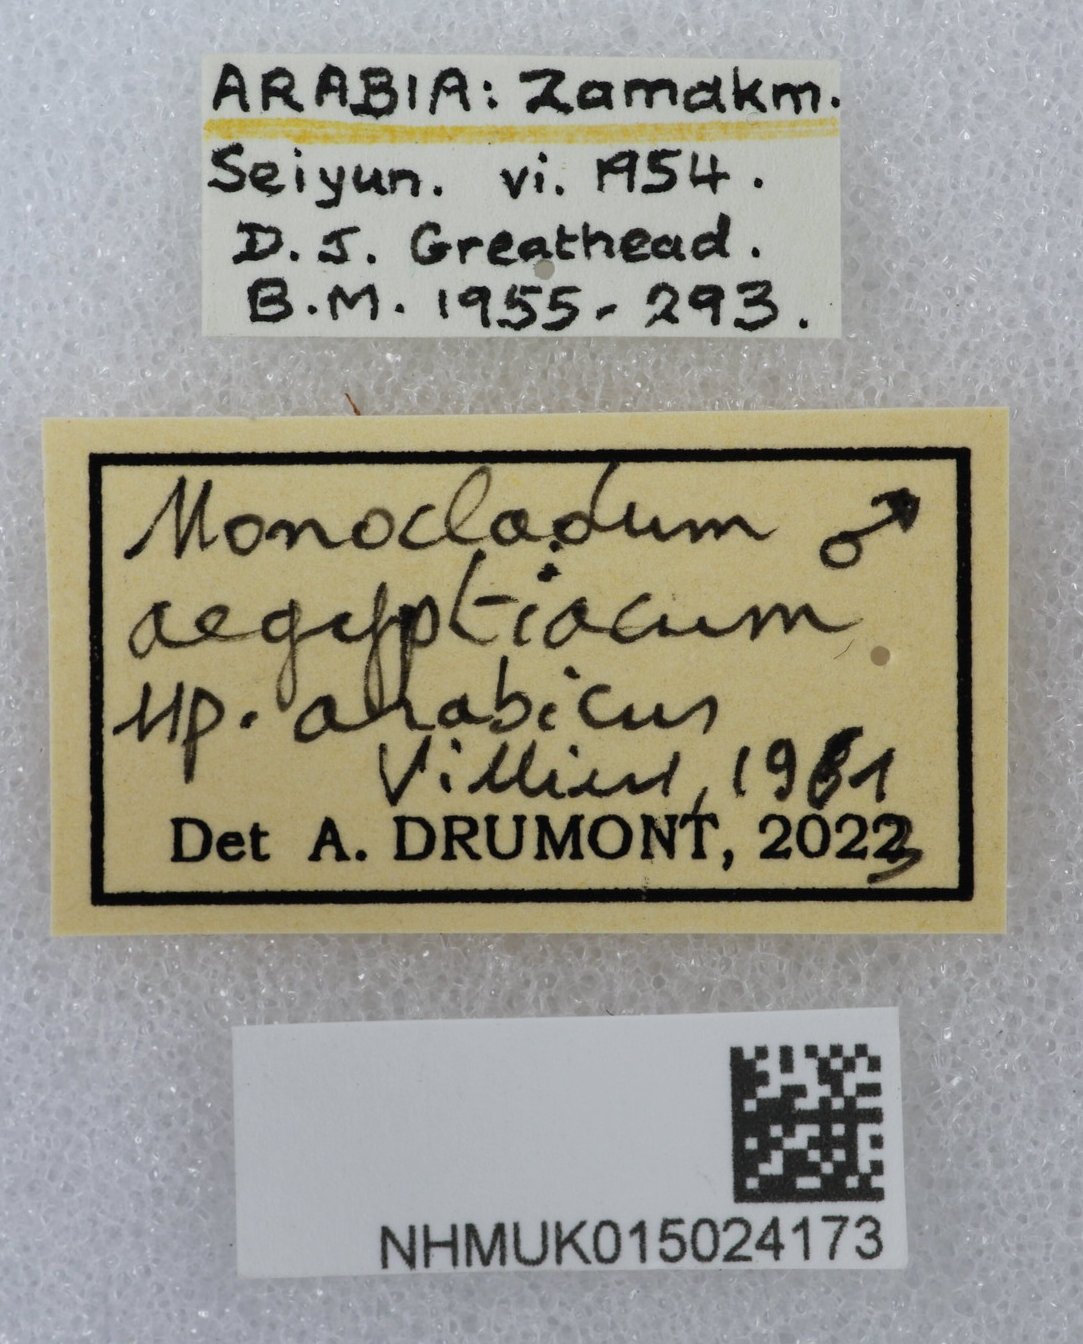 ARABIA: Zamakm.
Seiyun. vi. 1954.
D.J. Greathead.
B.M. 1955-293.
Monocladum ♂
aegyptiacum
ssp. arabicus
Villiers, 1961
Det A. DRUMONT, 2023
NHMUK015024173